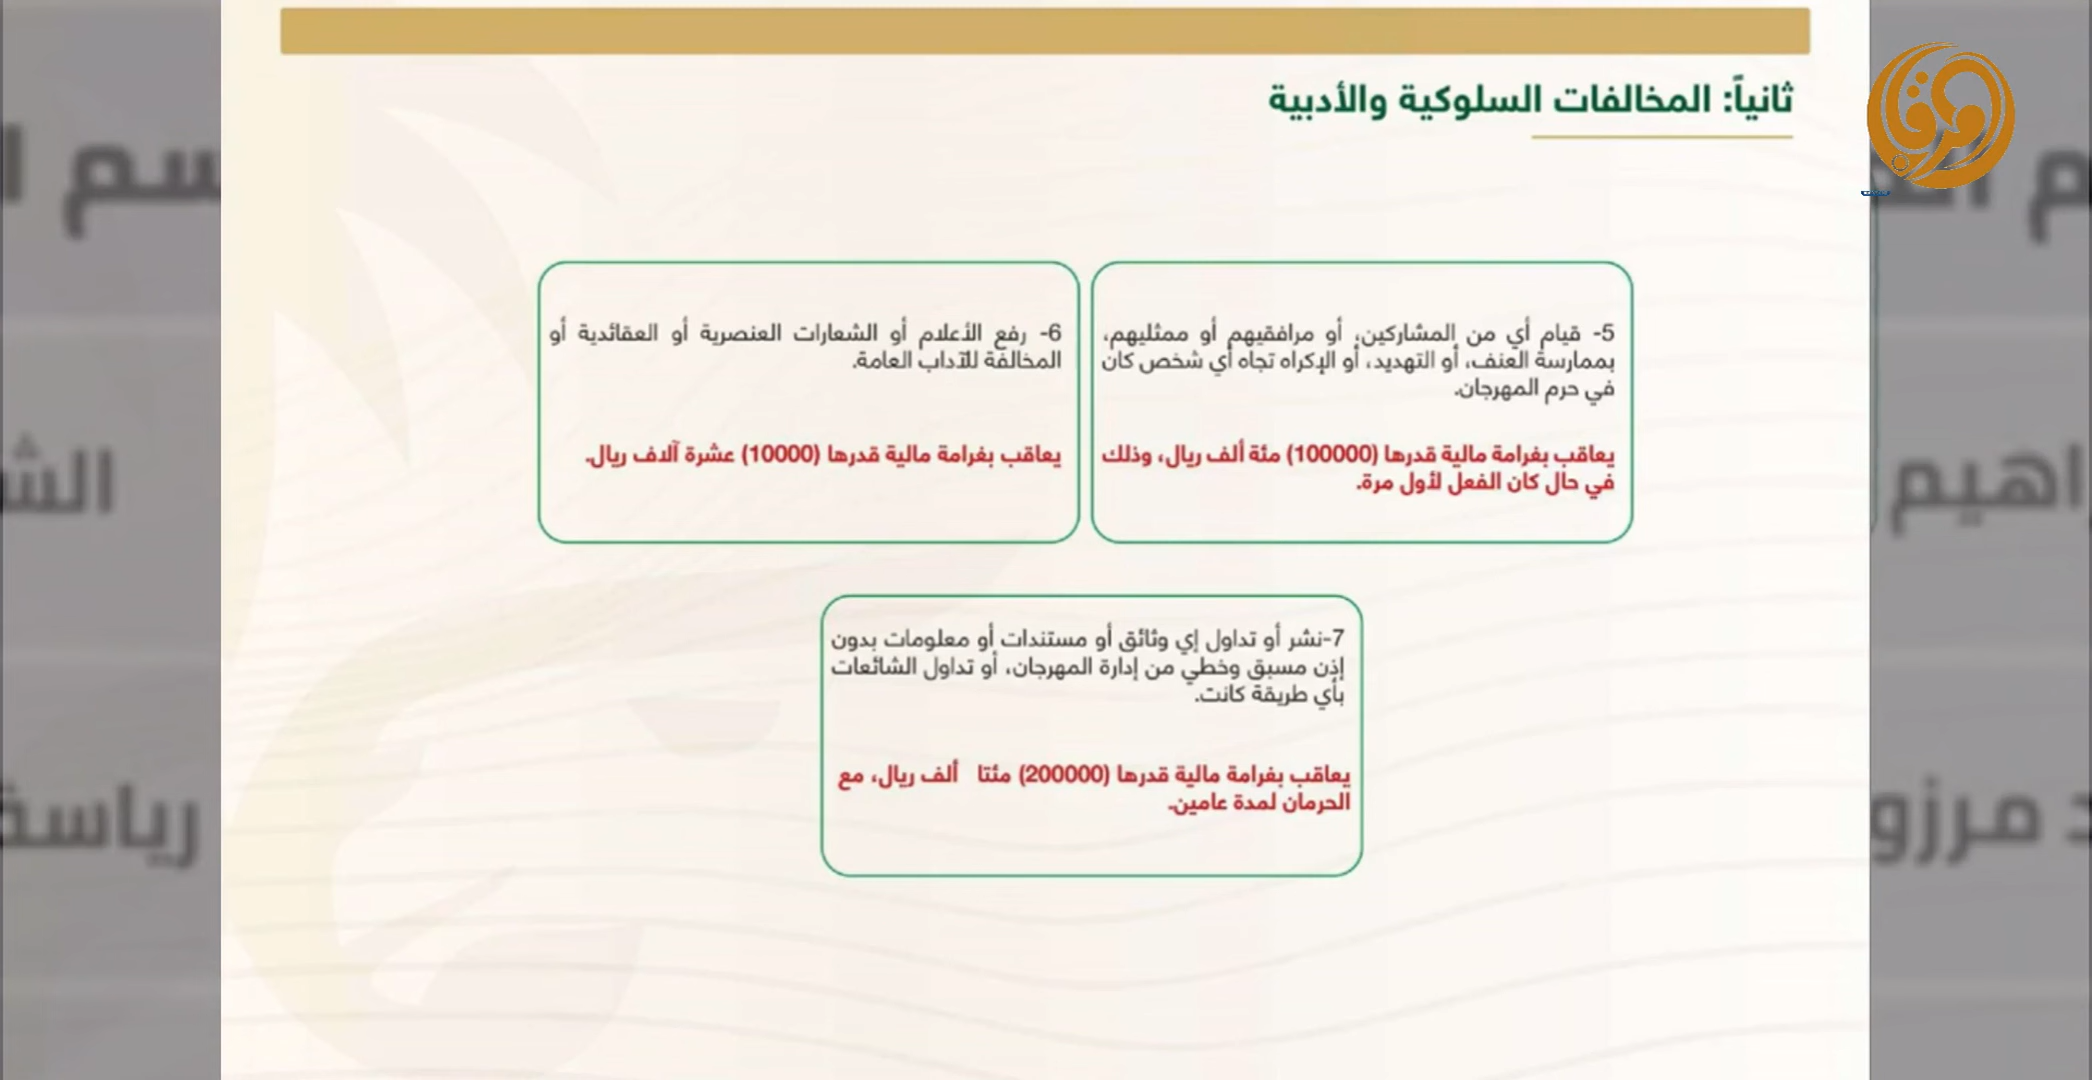 ثانياً: المخالفات السلوكية والأدبية
5- قيام أي من المشاركين، أو مرافقيهم أو ممثليهم،
بممارسة العنف، أو التهديد، أو الإكراه تجاه أي شخص كان
في حرم المهرجان.
يعاقب بغرامة مالية قدرها (100000) مئة ألف ريال، وذلك
في حال كان الفعل لأول مرة.
6- رفع الأعلام أو الشعارات العنصرية أو العقائدية أو
المخالفة للآداب العامة.
يعاقب بغرامة مالية قدرها (10000) عشرة آلاف ريال.
7-نشر أو تداول إي وثائق أو مستندات أو معلومات بدون
إذن مسبق وخطي من إدارة المهرجان، أو تداول الشائعات
بأي طريقة كانت.
يعاقب بغرامة مالية قدرها (200000) مئتا ألف ريال، مع
الحرمان لمدة عامين.